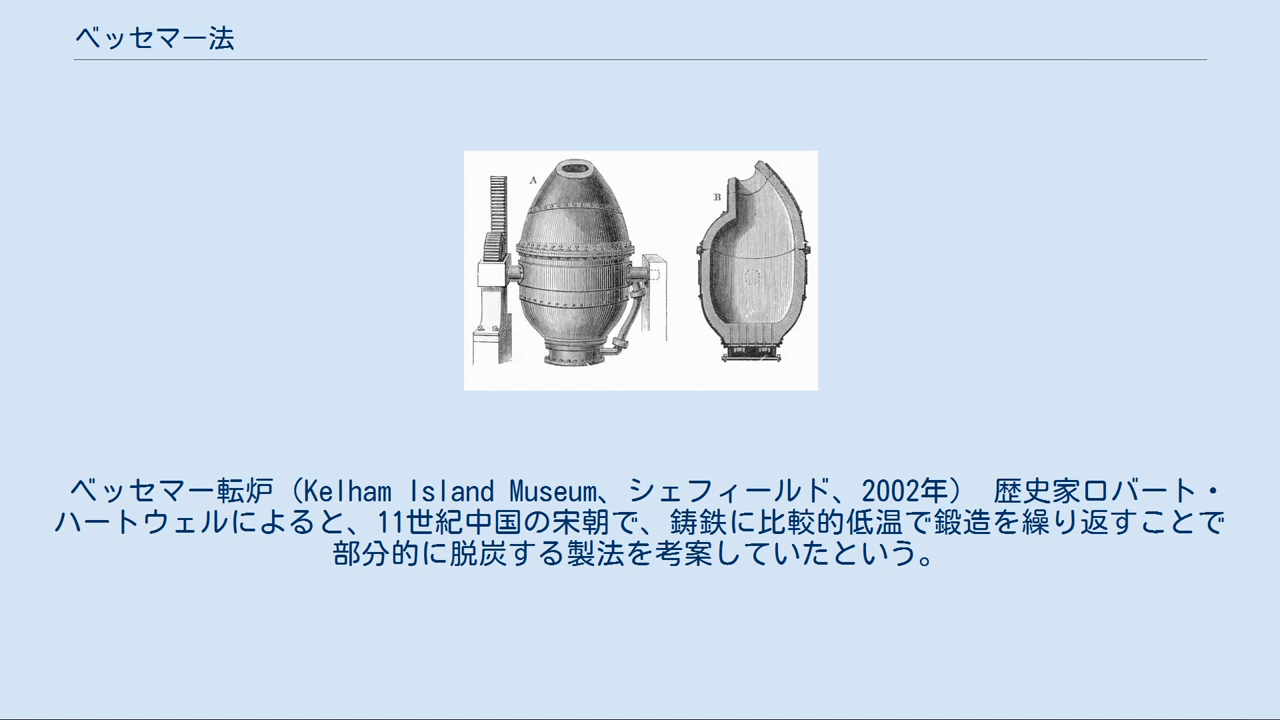 ベッセマー法
A
B
ベッセマー転炉（Kelham Island Museum、シェフィールド、2002年） 歴史家ロバート・
ハートウェルによると、11世紀中国の宋朝で、鋳鉄に比較的低温で鍛造を繰り返すことで
部分的に脱炭する製法を考案していたという。